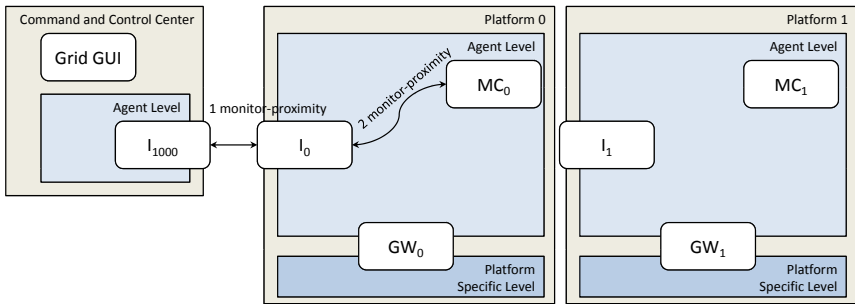 Command and Control Center
Grid GUI
Agent Level
I1000
1 monitor-proximity
Platform 0
Agent Level
MC0
2 monitor-proximity
I0
GW0
Platform
Specific Level
Platform 1
Agent Level
MC1
I1
GW1
Platform
Specific Level